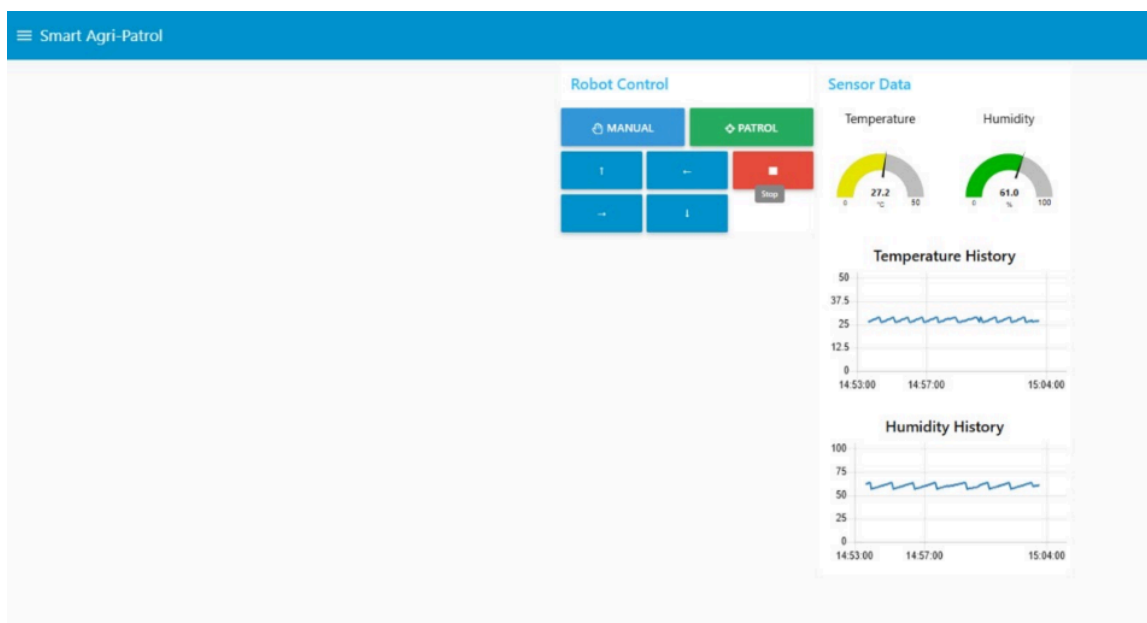 Smart Agri-Patrol
Robot Control
MANUAL
PATROL
↑
←
Stop
→
↓
Sensor Data
Temperature
Humidity
27.2
0
°C
50
61.0
0
%
100
Temperature History
50
37.5
25
12.5
0
14:53:00 14:57:00 15:04:00
Humidity History
100
75
50
25
0
14:53:00 14:57:00 15:04:00